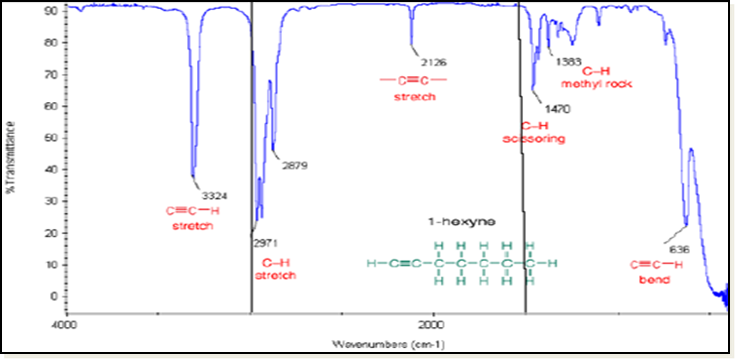 90
80
70
60
50
40
30
20
10
0
%Transmittance
4000
2000
Wavenumbers (cm-1)
3324
C≡C—H
stretch
2971
C—H
stretch
2879
2126
—C≡C—
stretch
1470
C—H
scissoring
1383
C—H
methyl rock
636
C≡C—H
bend
1-hexyne
H H H H H
H—C≡C—C—C—C—C—C—H
H H H H H